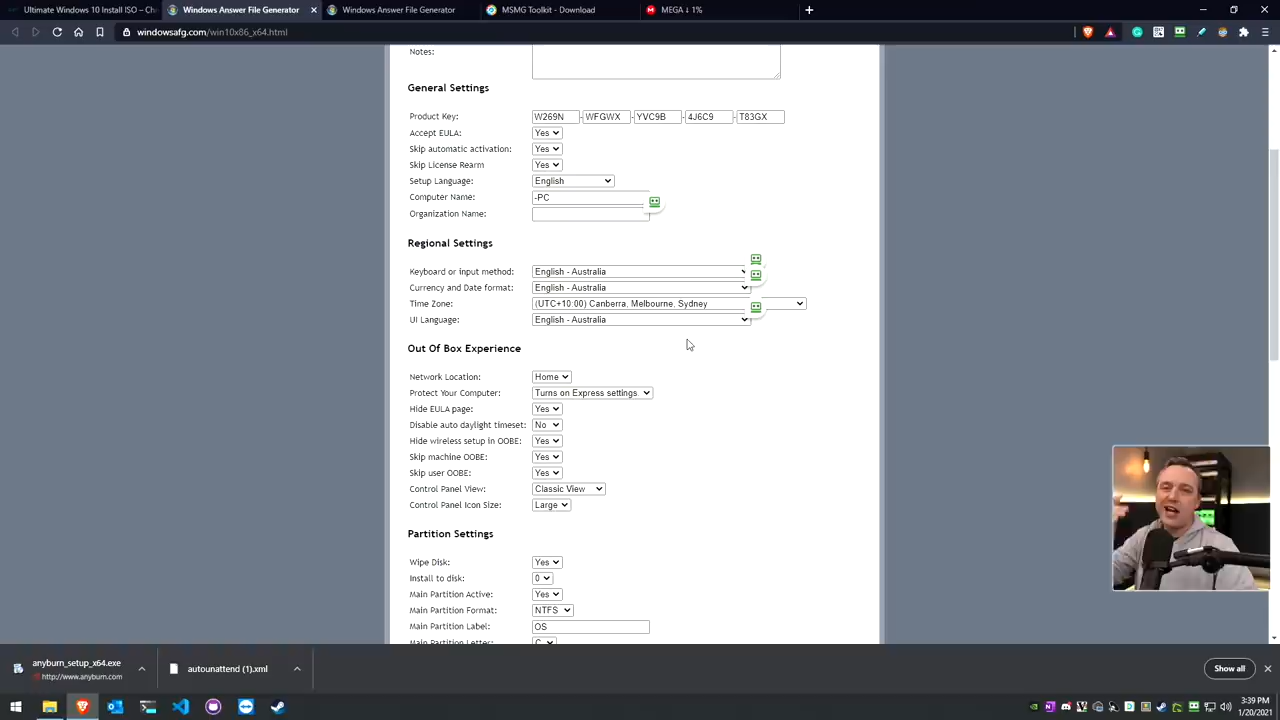 Ultimate Windows 10 Install ISO - Ch
Windows Answer File Generator
Windows Answer File Generator
MSMG Toolkit - Download
MEGA ↓ 1%
windowsafg.com/win10x86_x64.html
Notes:
General Settings
Product Key: W269N - WFGWX - YVC9B - 4J6C9 - T83GX
Accept EULA: Yes
Skip automatic activation: Yes
Skip License Rearm Yes
Setup Language: English
Computer Name: -PC
Organization Name:
Regional Settings
Keyboard or input method: English - Australia
Currency and Date format: English - Australia
Time Zone: (UTC+10:00) Canberra, Melbourne, Sydney
UI Language: English - Australia
Out Of Box Experience
Network Location: Home
Protect Your Computer: Turns on Express settings.
Hide EULA page: Yes
Disable auto daylight timeset: No
Hide wireless setup in OOBE: Yes
Skip machine OOBE: Yes
Skip user OOBE: Yes
Control Panel View: Classic View
Control Panel Icon Size: Large
Partition Settings
Wipe Disk: Yes
Install to disk: 0
Main Partition Active: Yes
Main Partition Format: NTFS
Main Partition Label: OS
Main Partition Letter: C
anyburn_setup_x64.exe
http://www.anyburn.com
autounattend (1).xml
Show all
3:39 PM
1/20/2021